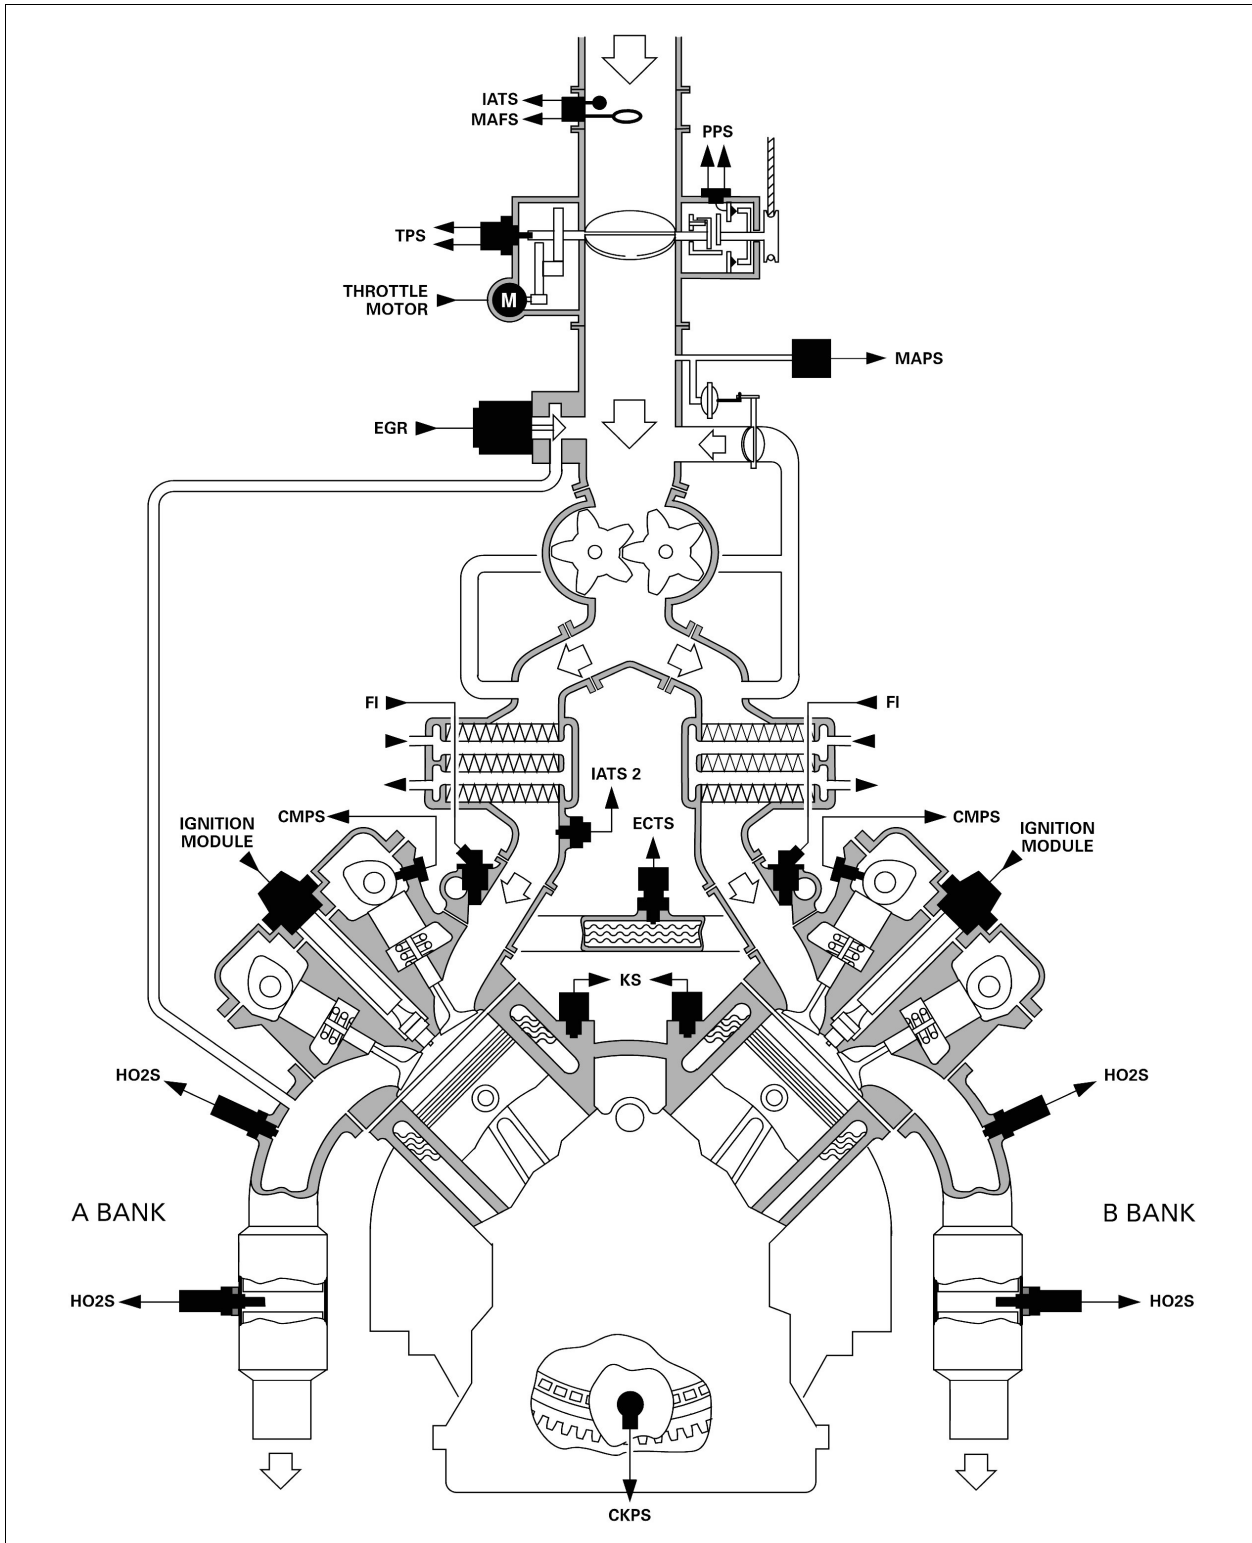 IATS
MAFS
PPS
TPS
THROTTLE
MOTOR
M
MAPS
EGR
FI
FI
IATS 2
CMPS
ECTS
CMPS
IGNITION
MODULE
IGNITION
MODULE
KS
HO2S
HO2S
A BANK
B BANK
HO2S
HO2S
CKPS